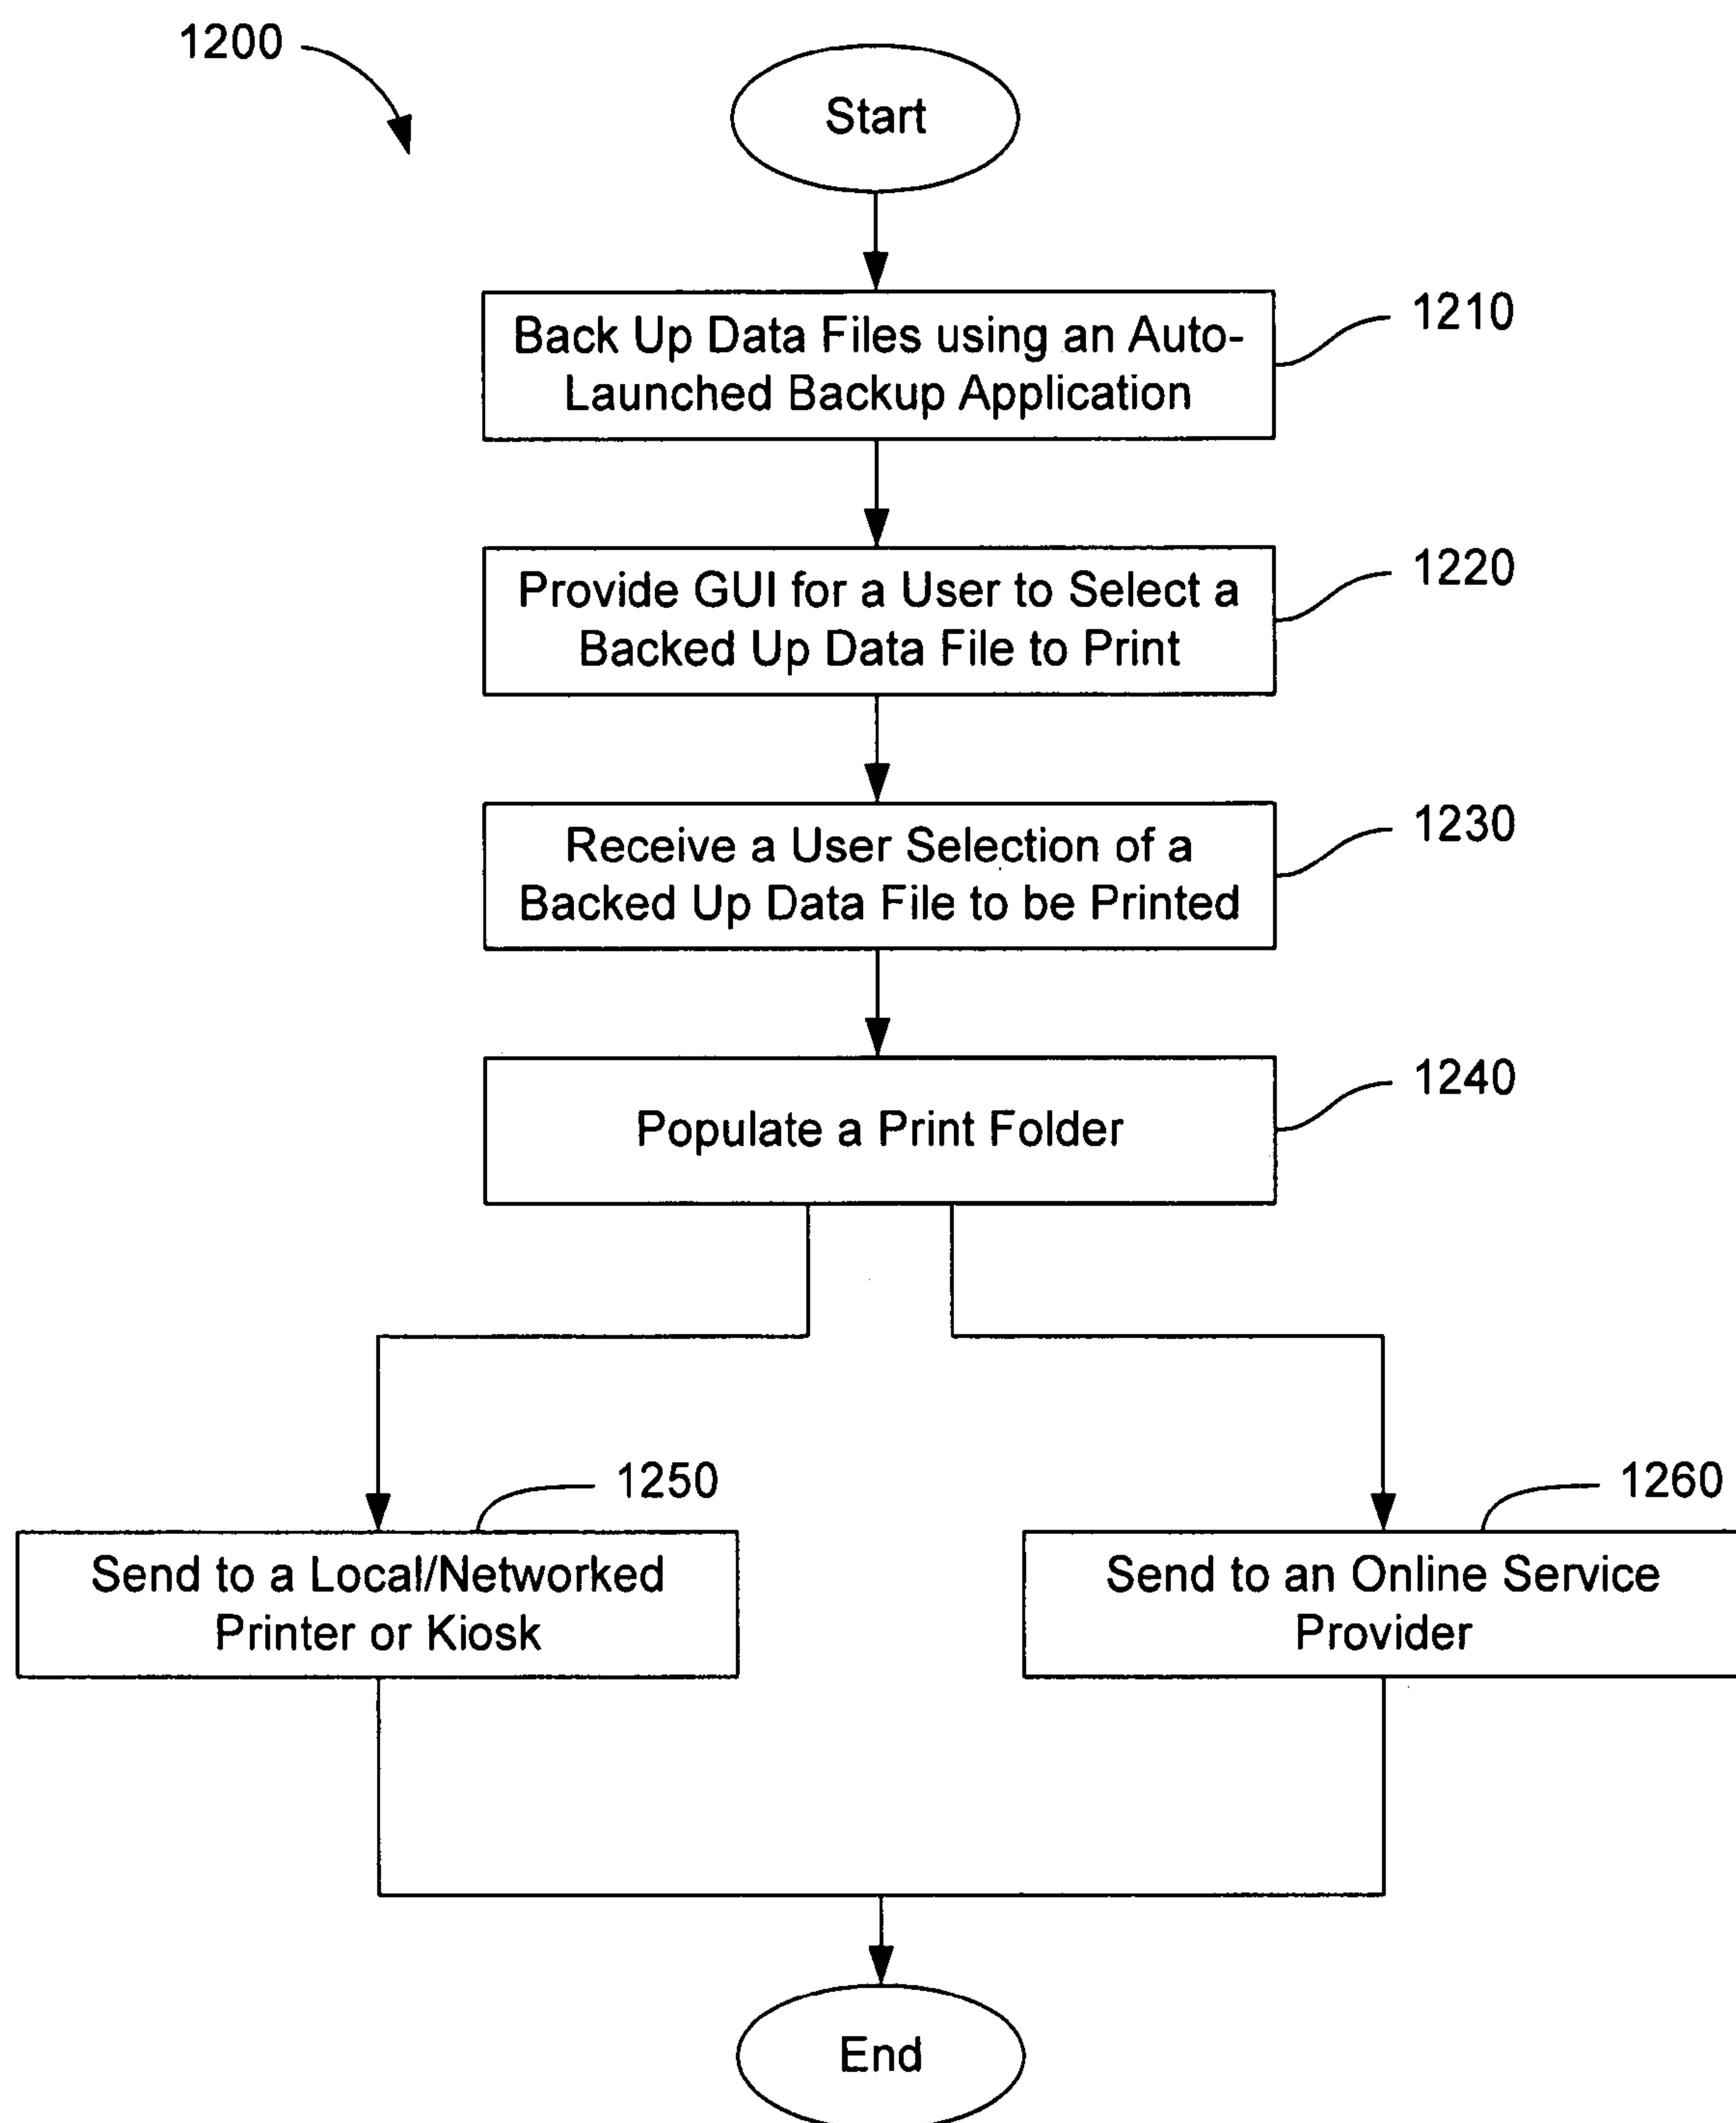 1200
Start
Back Up Data Files using an Auto-
Launched Backup Application
1210
Provide GUI for a User to Select a
Backed Up Data File to Print
1220
Receive a User Selection of a
Backed Up Data File to be Printed
1230
Populate a Print Folder
1240
1250
Send to a Local/Networked
Printer or Kiosk
1260
Send to an Online Service
Provider
End